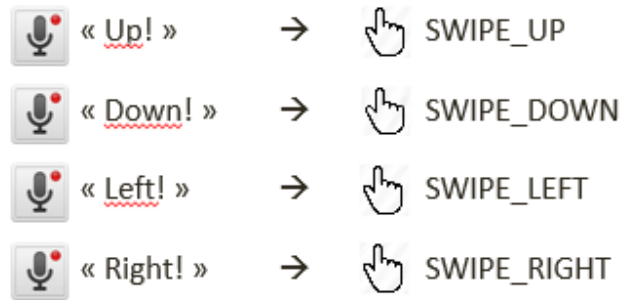 « Up! » → SWIPE_UP
« Down! » → SWIPE_DOWN
« Left! » → SWIPE_LEFT
« Right! » → SWIPE_RIGHT